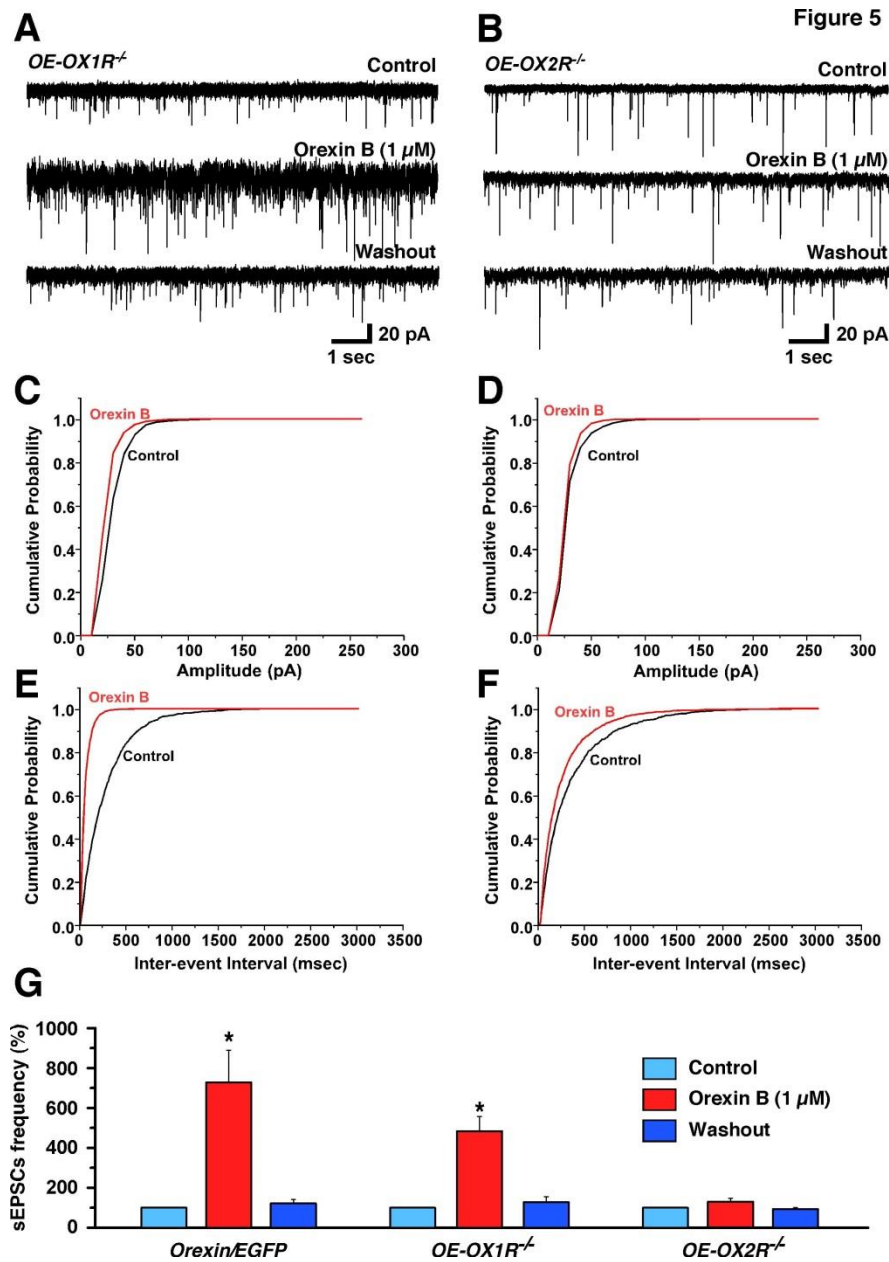 Figure 5
A
OE-OX1R-/-
Control
Orexin B (1 µM)
Washout
20 pA
1 sec
B
OE-OX2R-/-
Control
Orexin B (1 µM)
Washout
20 pA
1 sec
C
Orexin B
Control
Cumulative Probability
1.0
0.8
0.6
0.4
0.2
0.0
0 50 100 150 200 250 300
Amplitude (pA)
D
Orexin B
Control
Cumulative Probability
1.0
0.8
0.6
0.4
0.2
0.0
0 50 100 150 200 250 300
Amplitude (pA)
E
Orexin B
Control
Cumulative Probability
1.0
0.8
0.6
0.4
0.2
0.0
0 500 1000 1500 2000 2500 3000 3500
Inter-event Interval (msec)
F
Orexin B
Control
Cumulative Probability
1.0
0.8
0.6
0.4
0.2
0.0
0 500 1000 1500 2000 2500 3000 3500
Inter-event Interval (msec)
G
sEPSCs frequency (%)
1000
800
600
400
200
0
*
*
Control
Orexin B (1 µM)
Washout
Orexin/EGFP OE-OX1R-/- OE-OX2R-/-